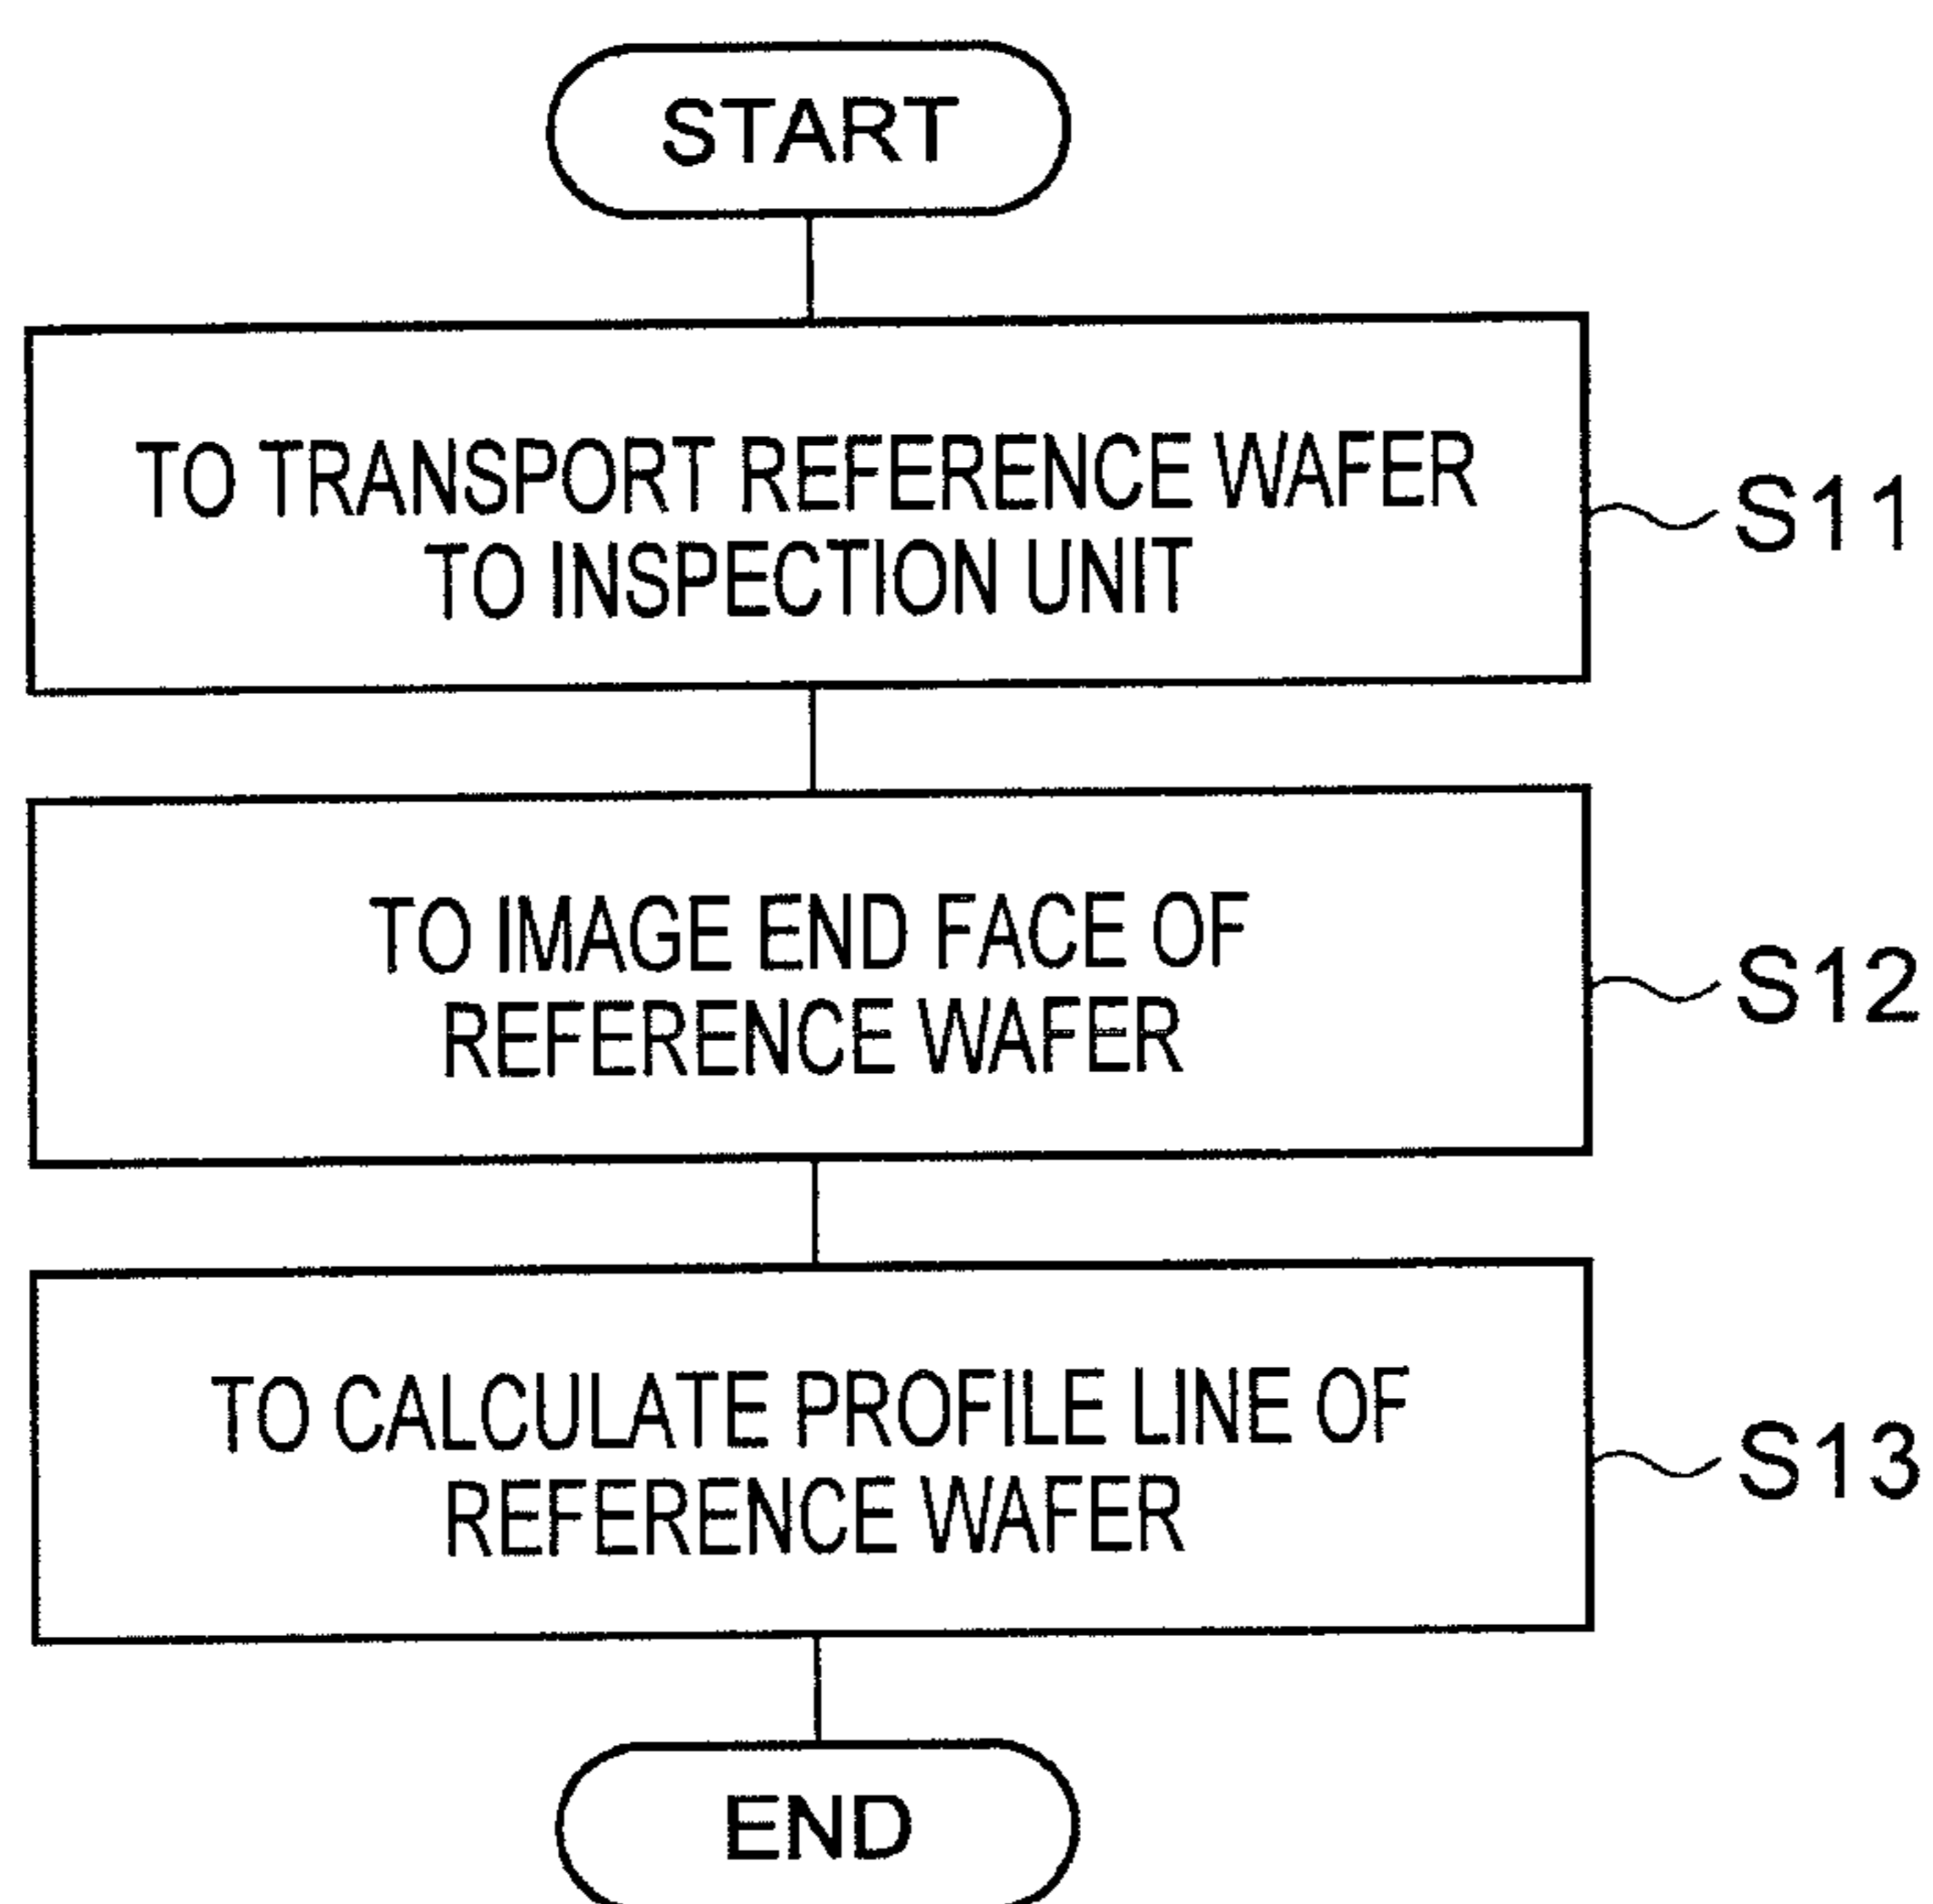 START
TO TRANSPORT REFERENCE WAFER
TO INSPECTION UNIT
S11
TO IMAGE END FACE OF
REFERENCE WAFER
S12
TO CALCULATE PROFILE LINE OF
REFERENCE WAFER
S13
END